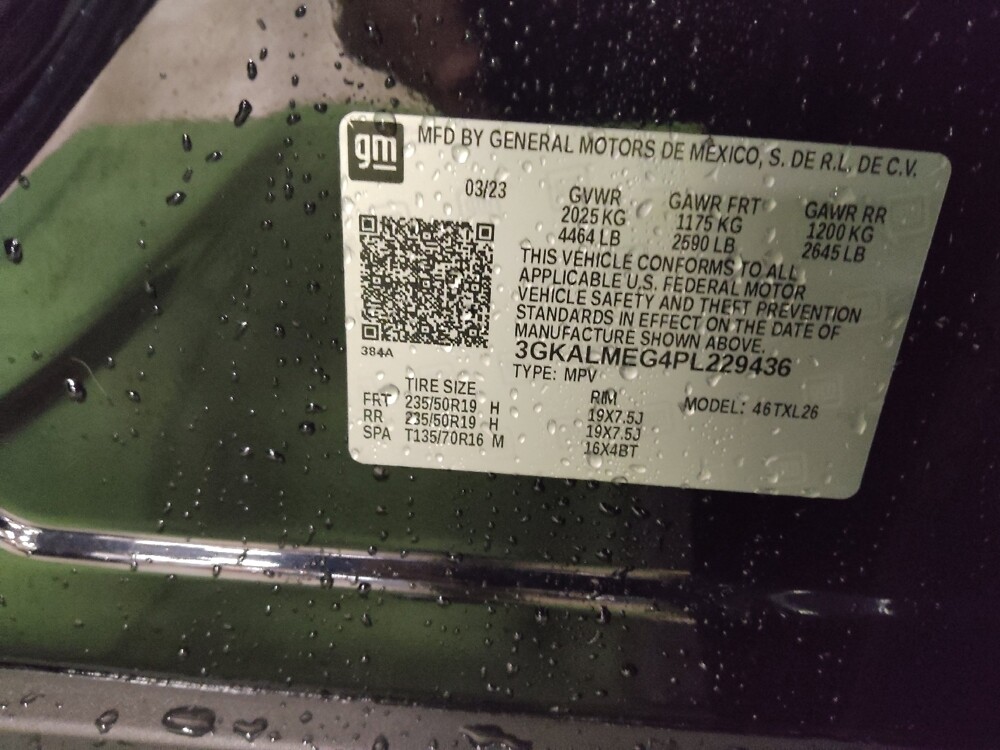 gm
MFD BY GENERAL MOTORS DE MEXICO, S. DE R.L. DE C.V.
03/23
GVWR GAWR FRT GAWR RR
2025 KG 1175 KG 1200 KG
4464 LB 2590 LB 2645 LB
THIS VEHICLE CONFORMS TO ALL
APPLICABLE U.S. FEDERAL MOTOR
VEHICLE SAFETY AND THEFT PREVENTION
STANDARDS IN EFFECT ON THE DATE OF
MANUFACTURE SHOWN ABOVE.
384A
3GKALMEG4PL229436
TYPE: MPV
MODEL: 46TXL26
TIRE SIZE RIM
FRT 235/50R19 H 19X7.5J
RR 235/50R19 H 19X7.5J
SPA T135/70R16 M 16X4BT